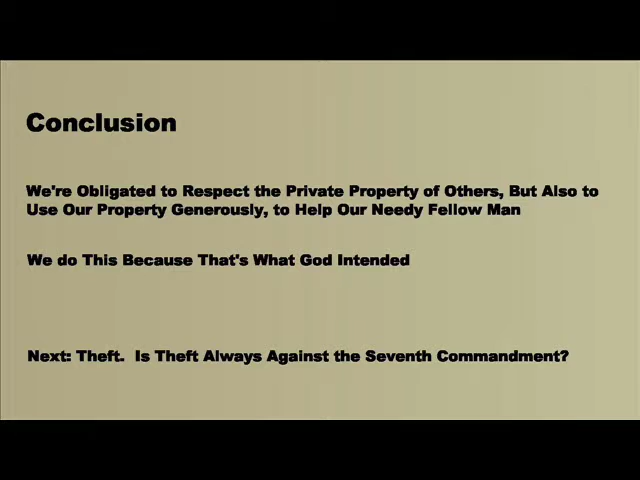 Conclusion
We're Obligated to Respect the Private Property of Others, But Also to
Use Our Property Generously, to Help Our Needy Fellow Man
We do This Because That's What God Intended
Next: Theft.  Is Theft Always Against the Seventh Commandment?